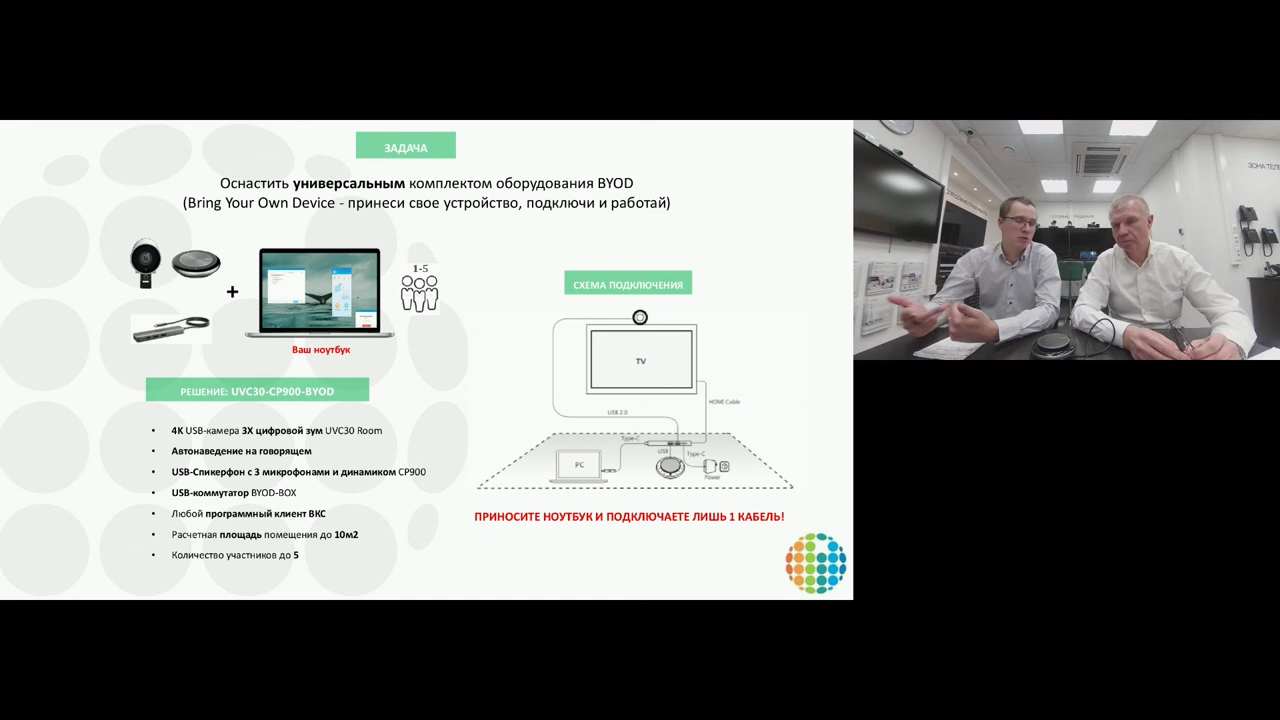 ЗАДАЧА
Оснастить универсальным комплектом оборудования BYOD
(Bring Your Own Device - принеси свое устройство, подключи и работай)
+
1-5
Ваш ноутбук
РЕШЕНИЕ: UVC30-CP900-BYOD
• 4K USB-камера 3X цифровой зум UVC30 Room
• Автонаведение на говорящем
• USB-Спикерфон с 3 микрофонами и динамиком CP900
• USB-коммутатор BYOD-BOX
• Любой программный клиент ВКС
• Расчетная площадь помещения до 10м2
• Количество участников до 5
СХЕМА ПОДКЛЮЧЕНИЯ
TV
HDMI Cable
USB 2.0
Type-C
USB
Type-C
PC
Power
ПРИНОСИТЕ НОУТБУК И ПОДКЛЮЧАЕТЕ ЛИШЬ 1 КАБЕЛЬ!